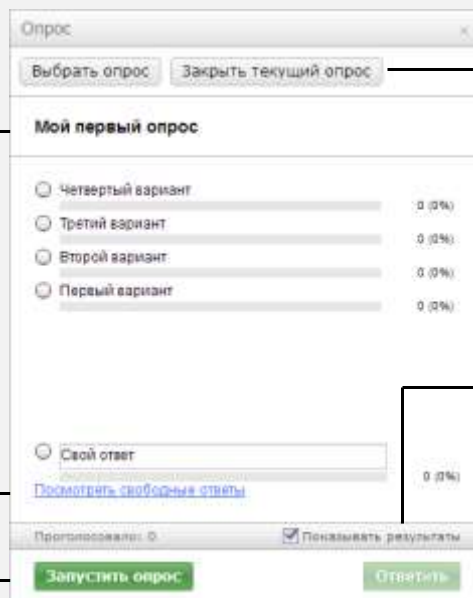 Опрос
Выбрать опрос Закрыть текущий опрос
Мой первый опрос
Четвертый вариант
0 (0%)
Третий вариант
0 (0%)
Второй вариант
0 (0%)
Первый вариант
0 (0%)
Свой ответ
0 (0%)
Посмотреть свободные ответы
Проголосовало: 0 Показывать результаты
Запустить опрос Ответить